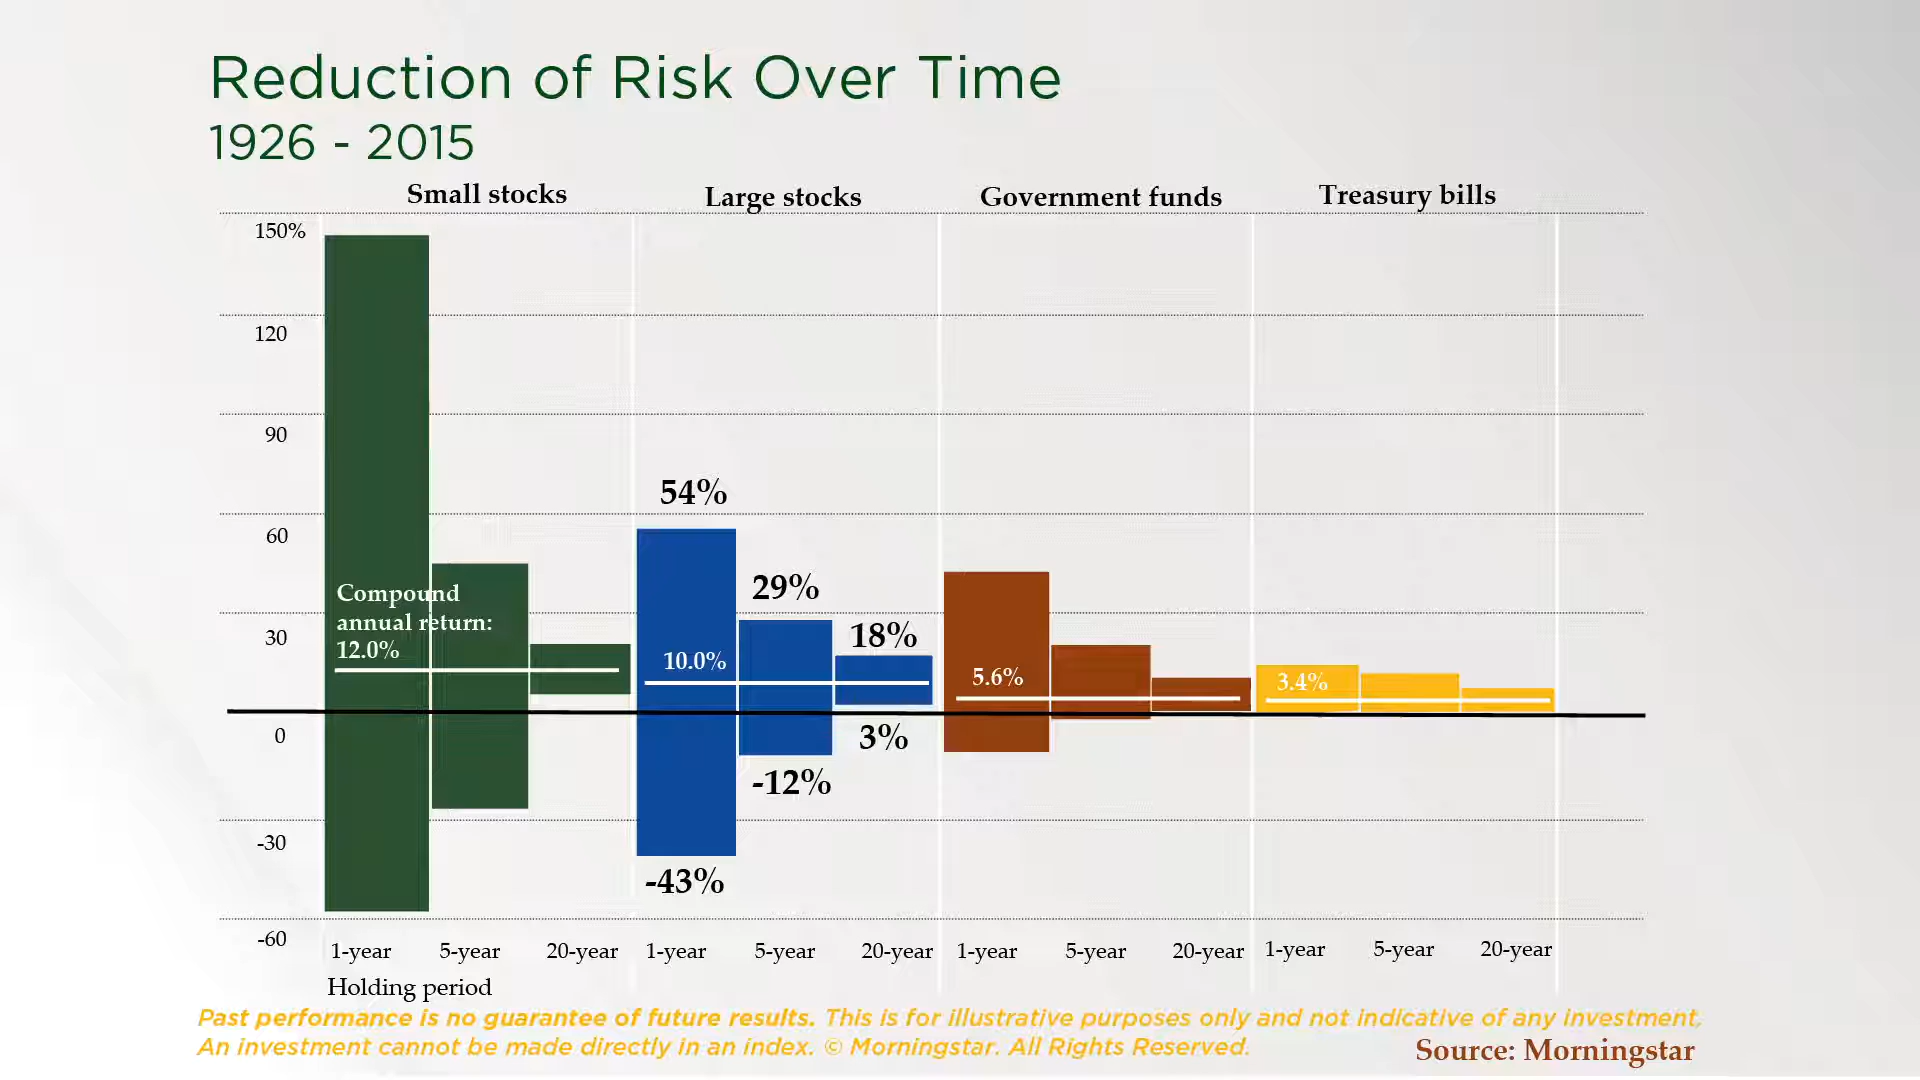 Reduction of Risk Over Time
1926 - 2015
Small stocks
Large stocks
Government funds
Treasury bills
150%
120
90
60
30
0
-30
-60
Compound
annual return:
12.0%
54%
29%
18%
10.0%
3%
-12%
-43%
5.6%
3.4%
1-year
5-year
20-year
1-year
5-year
20-year
1-year
5-year
20-year
1-year
5-year
20-year
Holding period
Past performance is no guarantee of future results. This is for illustrative purposes only and not indicative of any investment.
An investment cannot be made directly in an index. © Morningstar. All Rights Reserved.
Source: Morningstar